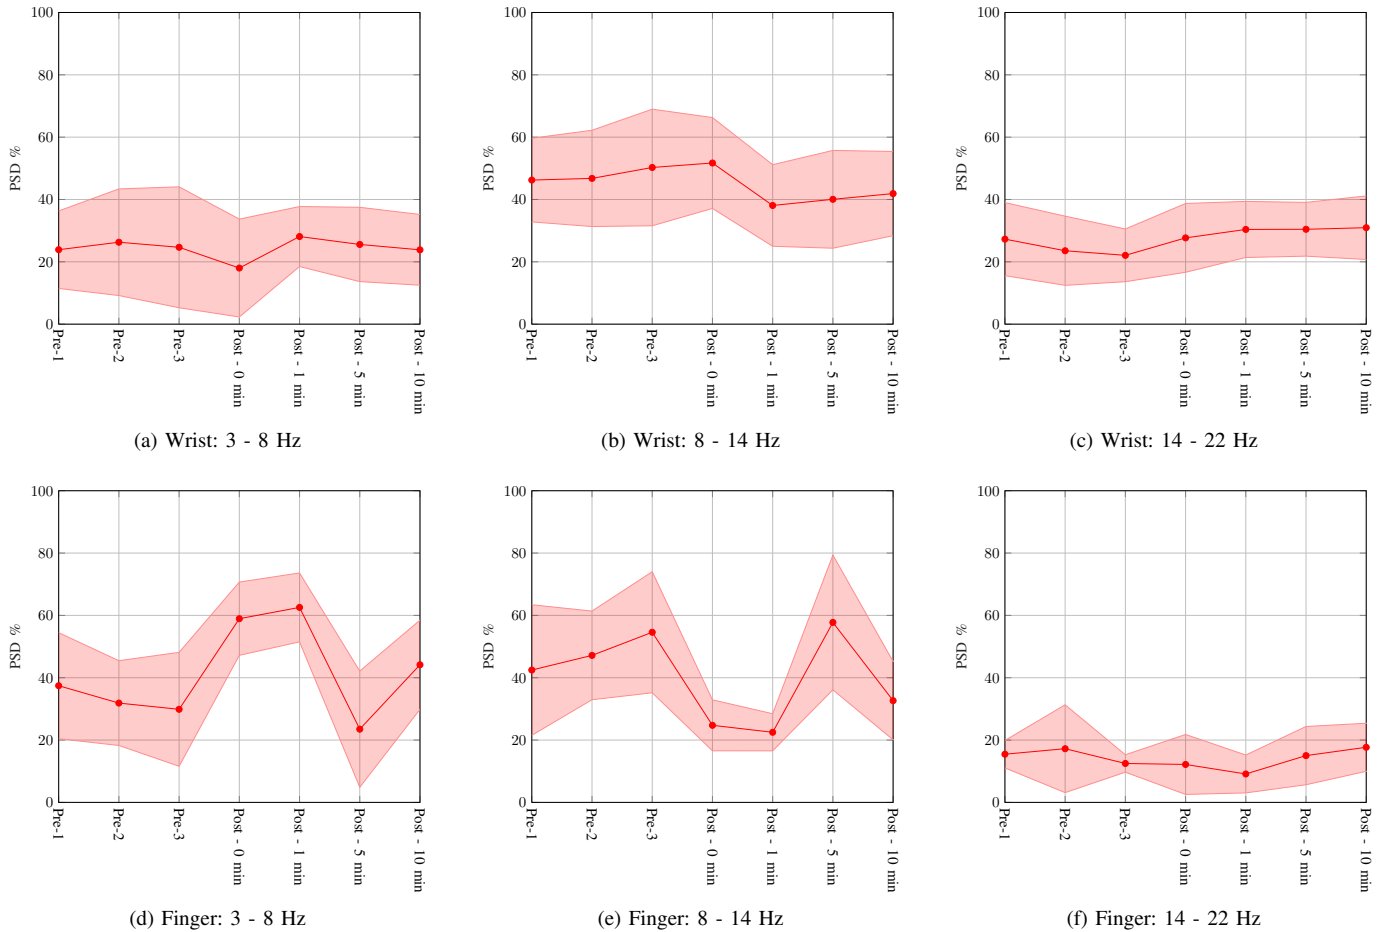 100
80
60
40
20
0
PSD %
Pre-1
Pre-2
Pre-3
Post - 0 min
Post - 1 min
Post - 5 min
Post - 10 min
(a) Wrist: 3 - 8 Hz
100
80
60
40
20
0
PSD %
Pre-1
Pre-2
Pre-3
Post - 0 min
Post - 1 min
Post - 5 min
Post - 10 min
(b) Wrist: 8 - 14 Hz
100
80
60
40
20
0
PSD %
Pre-1
Pre-2
Pre-3
Post - 0 min
Post - 1 min
Post - 5 min
Post - 10 min
(c) Wrist: 14 - 22 Hz
100
80
60
40
20
0
PSD %
Pre-1
Pre-2
Pre-3
Post - 0 min
Post - 1 min
Post - 5 min
Post - 10 min
(d) Finger: 3 - 8 Hz
100
80
60
40
20
0
PSD %
Pre-1
Pre-2
Pre-3
Post - 0 min
Post - 1 min
Post - 5 min
Post - 10 min
(e) Finger: 8 - 14 Hz
100
80
60
40
20
0
PSD %
Pre-1
Pre-2
Pre-3
Post - 0 min
Post - 1 min
Post - 5 min
Post - 10 min
(f) Finger: 14 - 22 Hz